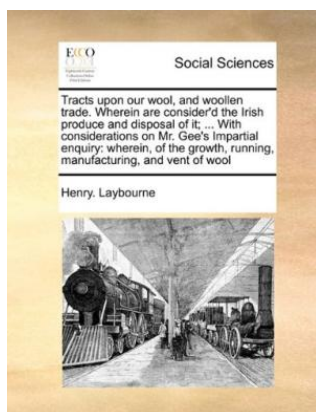 ECCO
Social Sciences
Tracts upon our wool, and woollen
trade. Wherein are consider'd the Irish
produce and disposal of it; ... With
considerations on Mr. Gee's Impartial
enquiry: wherein, of the growth, running,
manufacturing, and vent of wool
Henry. Laybourne